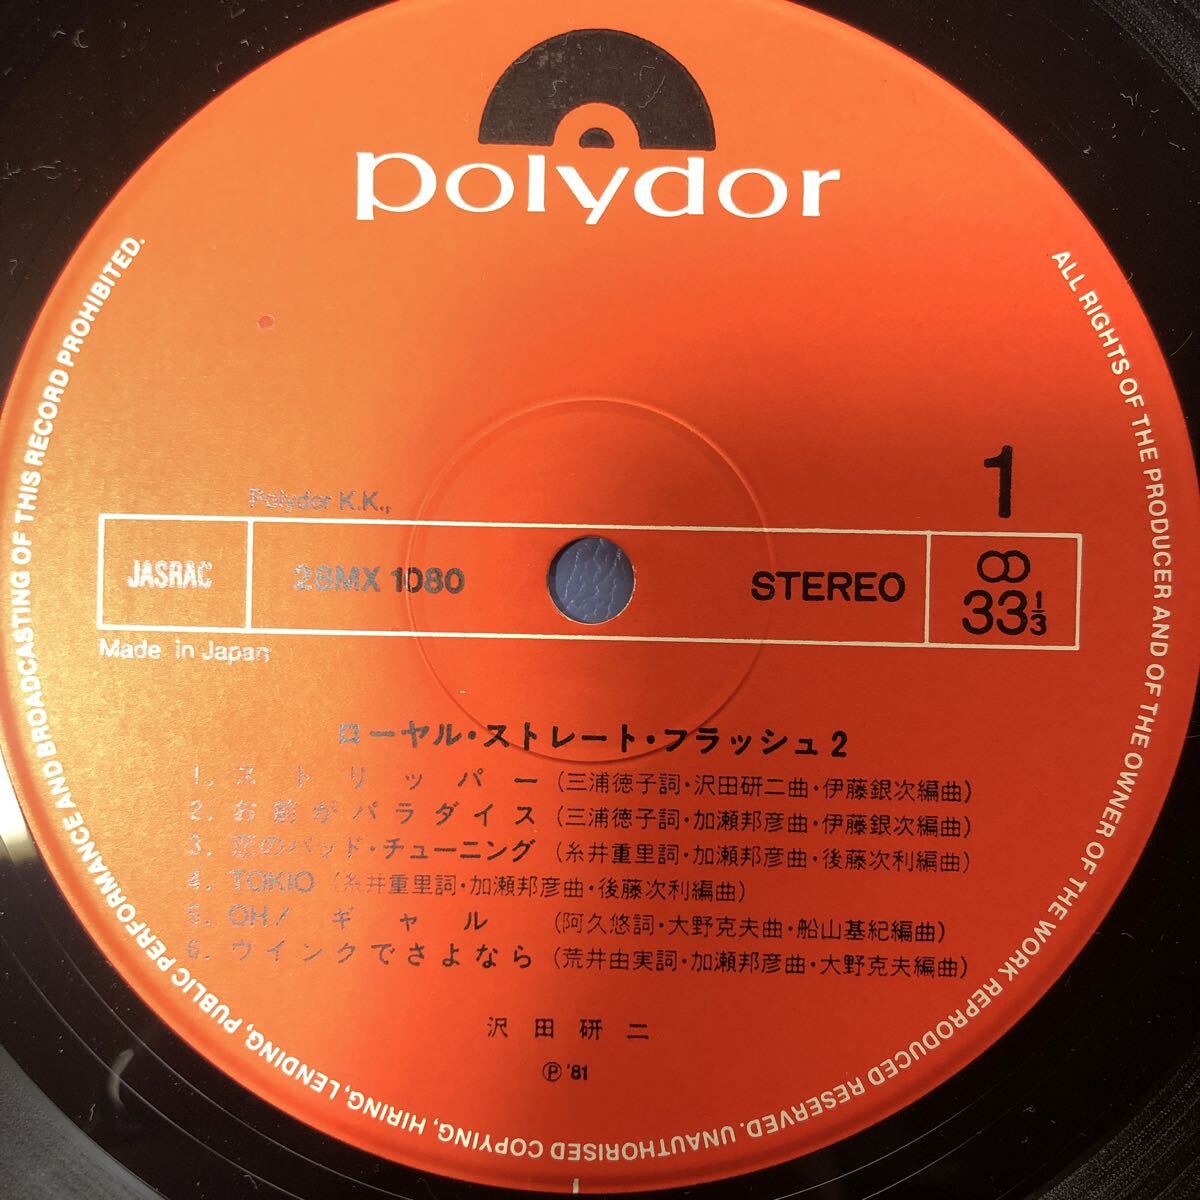 polydor
1
Polydor K.K.,
JASRAC
28MX 1080
STEREO
33 1/3
Made in Japan
ローヤル・ストレート・フラッシュ2
1. ストリッパー (三浦徳子詞・沢田研二曲・伊藤銀次編曲)
2. お前がパラダイス (三浦徳子詞・加瀬邦彦曲・伊藤銀次編曲)
3. 恋のバッド・チューニング (糸井重里詞・加瀬邦彦曲・後藤次利編曲)
4. TOKIO (糸井重里詞・加瀬邦彦曲・後藤次利編曲)
5. OH! ギャル (阿久悠詞・大野克夫曲・船山基紀編曲)
6. ウインクでさよなら (荒井由実詞・加瀬邦彦曲・大野克夫編曲)
沢田研二
Ⓟ '81
ALL RIGHTS OF THE PRODUCER AND OF THE OWNER OF THE WORK REPRODUCED RESERVED. UNAUTHORISED COPYING, HIRING, LENDING, PUBLIC PERFORMANCE AND BROADCASTING OF THIS RECORD PROHIBITED.